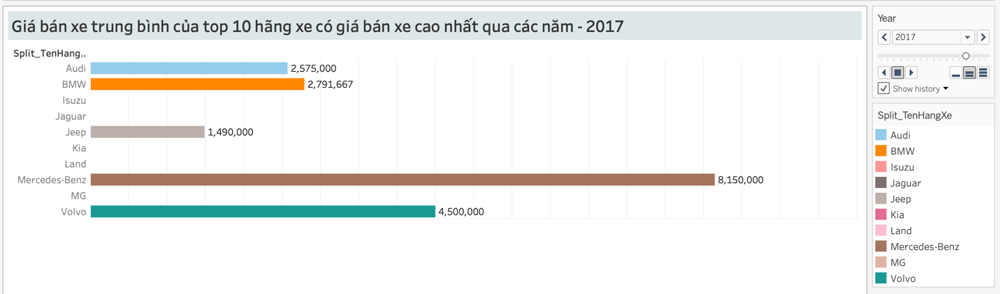 Giá bán xe trung bình của top 10 hãng xe có giá bán xe cao nhất qua các năm - 2017
Split_TenHang..
Audi 2,575,000
BMW 2,791,667
Isuzu
Jaguar
Jeep 1,490,000
Kia
Land
Mercedes-Benz 8,150,000
MG
Volvo 4,500,000
Year
2017
Show history
Split_TenHangXe
Audi
BMW
Isuzu
Jaguar
Jeep
Kia
Land
Mercedes-Benz
MG
Volvo